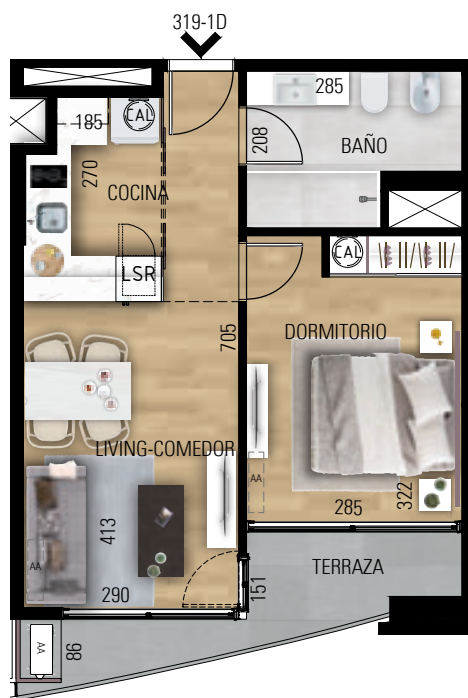 319-1D
185
CAL
285
270
208
BAÑO
COCINA
LSR
CAL
705
DORMITORIO
LIVING-COMEDOR
AA
413
285
322
AA
290
151
TERRAZA
AA
86